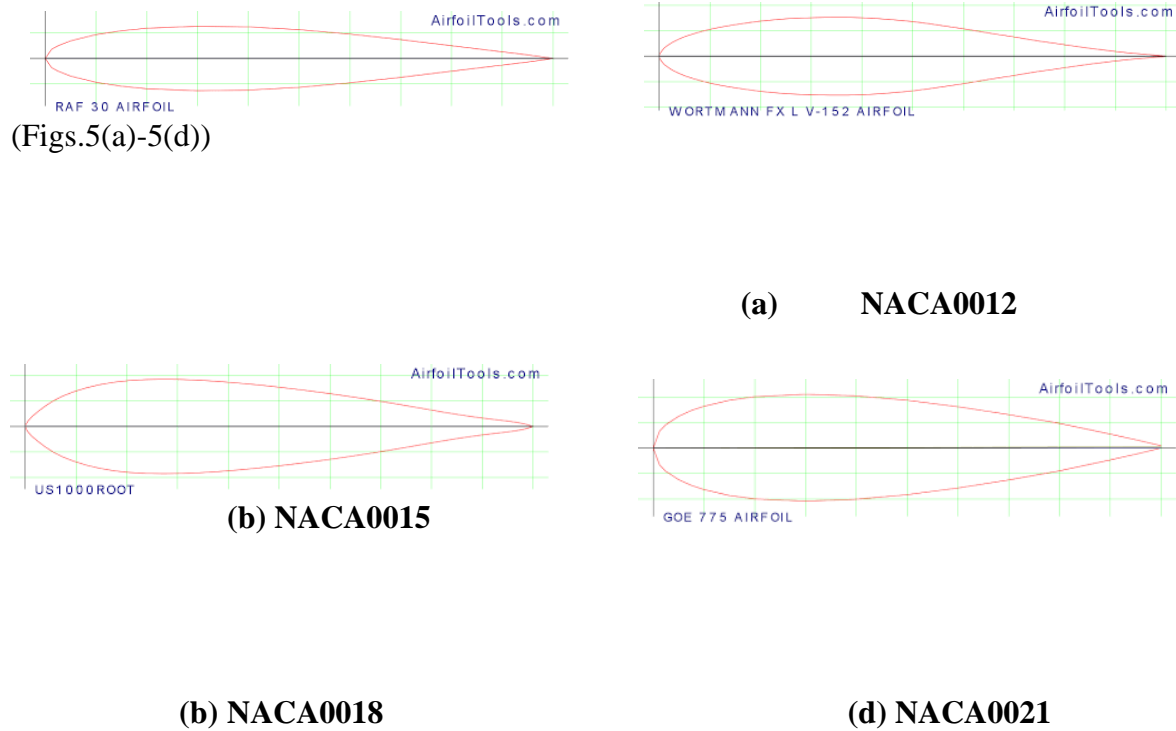 AirfoilTools.com
RAF 30 AIRFOIL
(Figs.5(a)-5(d))
AirfoilTools.com
WORTMANN FX L V-152 AIRFOIL
(a) NACA0012
AirfoilTools.com
US1000ROOT
(b) NACA0015
AirfoilTools.com
GOE 775 AIRFOIL
(b) NACA0018
(d) NACA0021